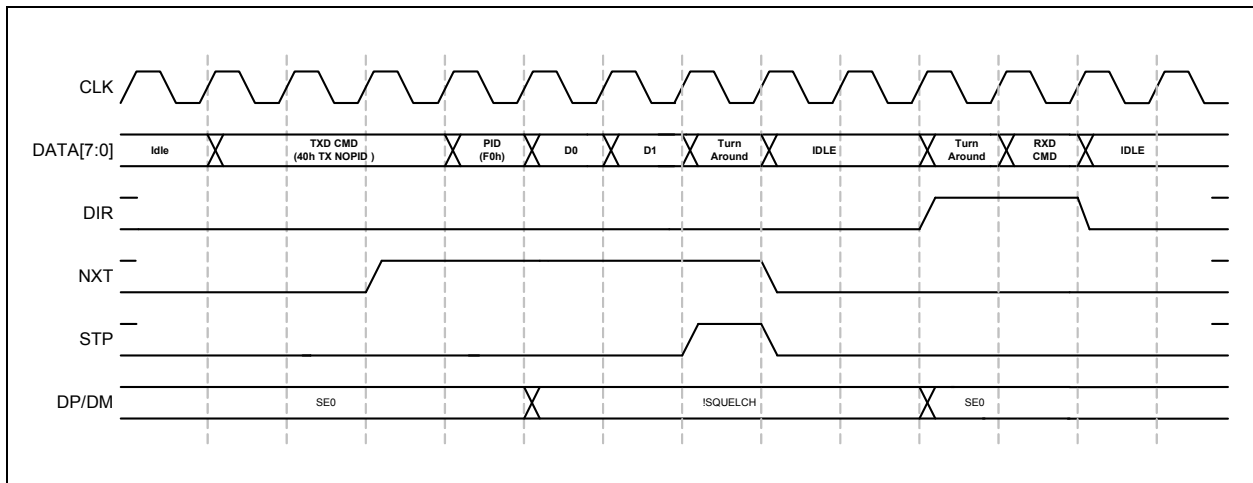 CLK
DATA[7:0]
Idle
TXD CMD
(40h TX NOPID )
PID
(F0h)
D0
D1
Turn
Around
IDLE
Turn
Around
RXD
CMD
IDLE
DIR
NXT
STP
DP/DM
SE0
!SQUELCH
SE0